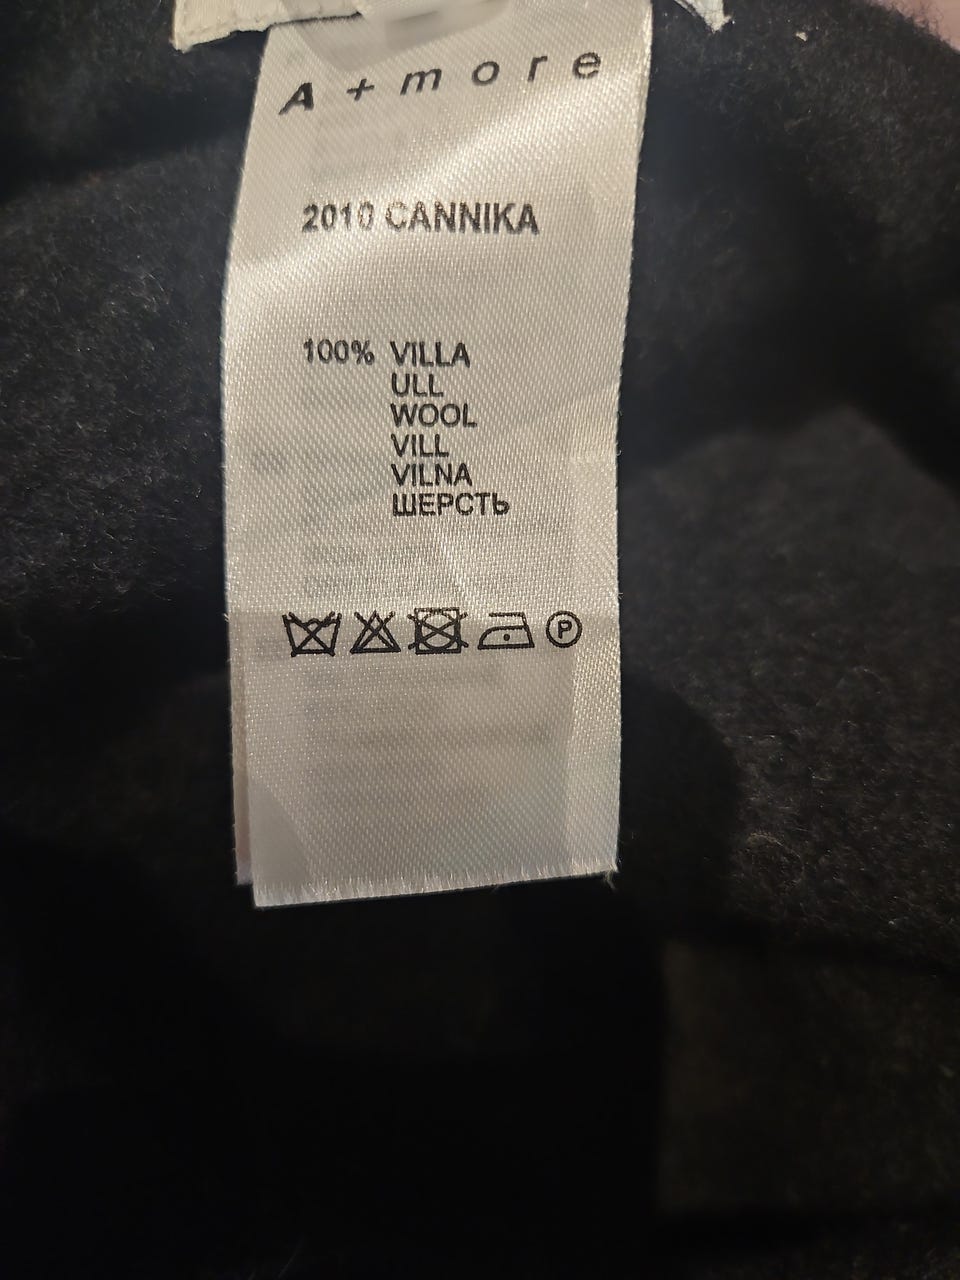 A + more
2010 CANNIKA
100% VILLA
ULL
WOOL
VILL
VILNA
ШЕРСТЬ
P